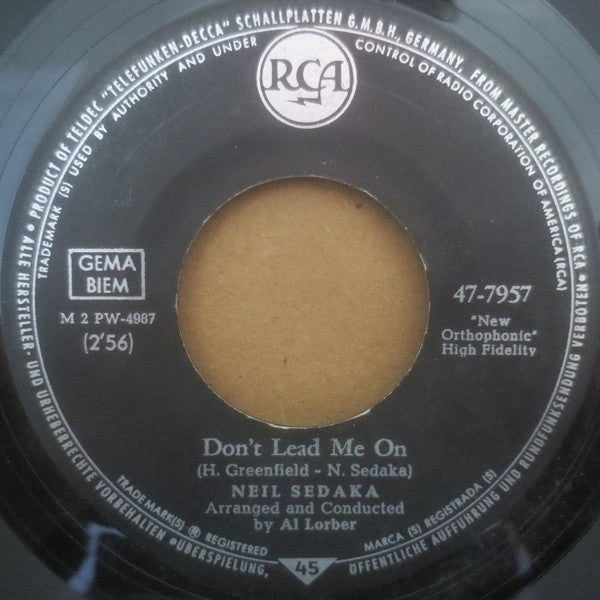 • PRODUCT OF TELDEC "TELEFUNKEN-DECCA" SCHALLPLATTEN G.M.B.H., GERMANY, FROM MASTER RECORDINGS OF RCA •
TRADEMARK (S) USED BY AUTHORITY AND UNDER CONTROL OF RADIO CORPORATION OF AMERICA (RCA)
RCA
GEMA
BIEM
M 2 PW-4987
(2'56)
47-7957
"New
Orthophonic"
High Fidelity
Don't Lead Me On
(H. Greenfield - N. Sedaka)
NEIL SEDAKA
Arranged and Conducted
by Al Lorber
TRADEMARK(S) ® REGISTERED
MARCA (S) REGISTRADA (S)
ALLE HERSTELLER- UND URHEBERRECHTE VORBEHALTEN • ÜBERSPIELUNG, ÖFFENTLICHE AUFFÜHRUNG UND RUNDFUNKSENDUNG VERBOTEN
45